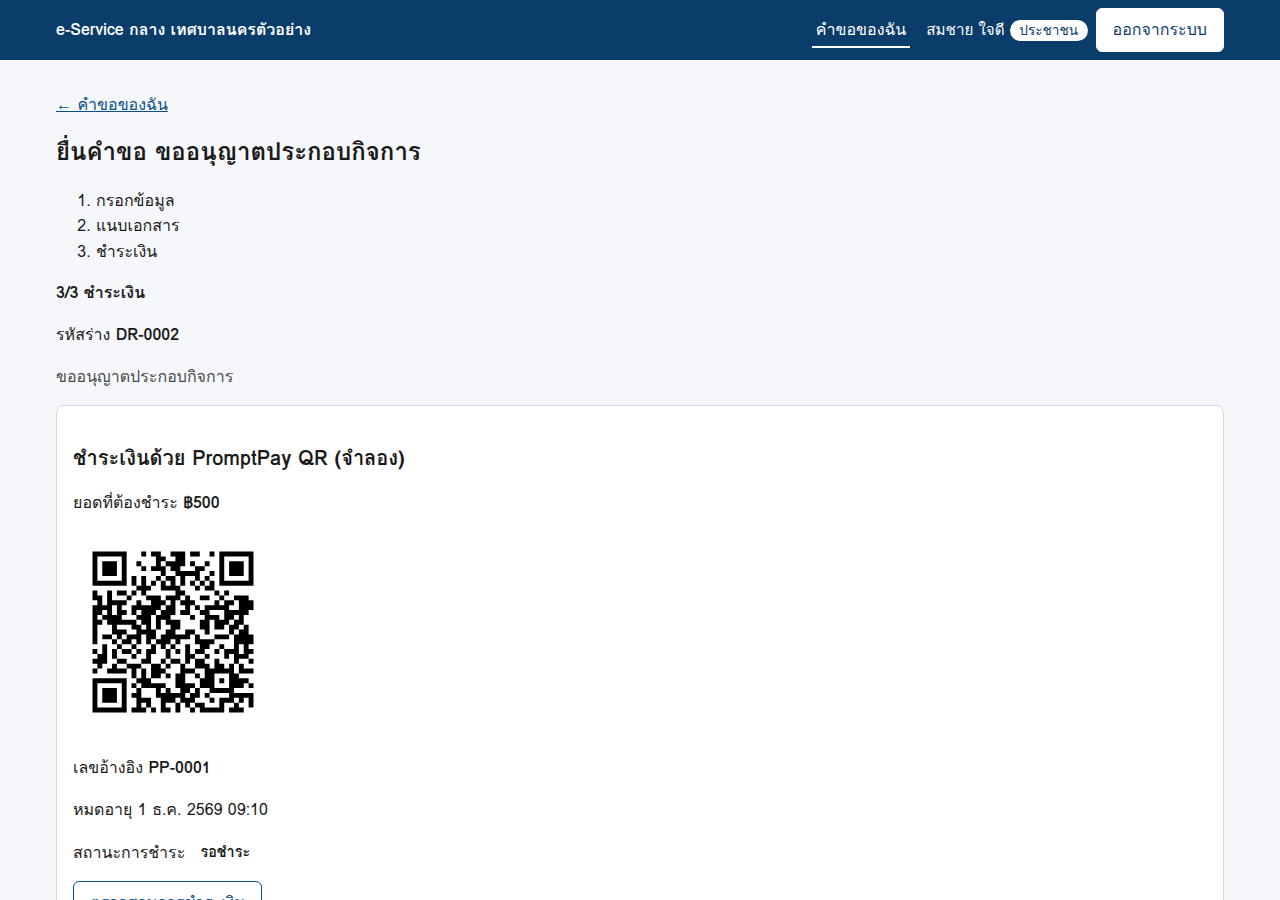 e-Service กลาง เทศบาลนครตัวอย่าง
คำขอของฉัน สมชาย ใจดี ประชาชน ออกจากระบบ
← คำขอของฉัน
ยื่นคำขอ ขออนุญาตประกอบกิจการ
1. กรอกข้อมูล
2. แนบเอกสาร
3. ชำระเงิน
3/3 ชำระเงิน
รหัสร่าง DR-0002
ขออนุญาตประกอบกิจการ
ชำระเงินด้วย PromptPay QR (จำลอง)
ยอดที่ต้องชำระ ฿500
เลขอ้างอิง PP-0001
หมดอายุ 1 ธ.ค. 2569 09:10
สถานะการชำระ รอชำระ